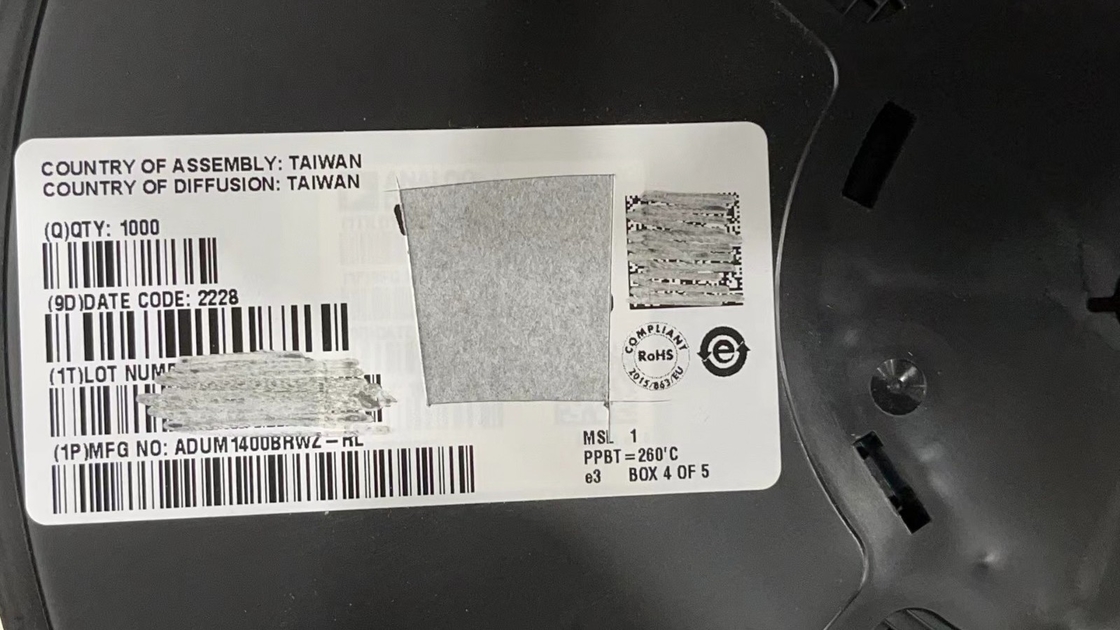 COUNTRY OF ASSEMBLY: TAIWAN
COUNTRY OF DIFFUSION: TAIWAN
(Q)QTY: 1000
(9D)DATE CODE: 2228
(1T)LOT NUM
(1P)MFG NO: ADUM1400BRWZ-RL
COMPLIANT
RoHS
2015/863/EU
e
MSL 1
PPBT=260°C
e3 BOX 4 OF 5